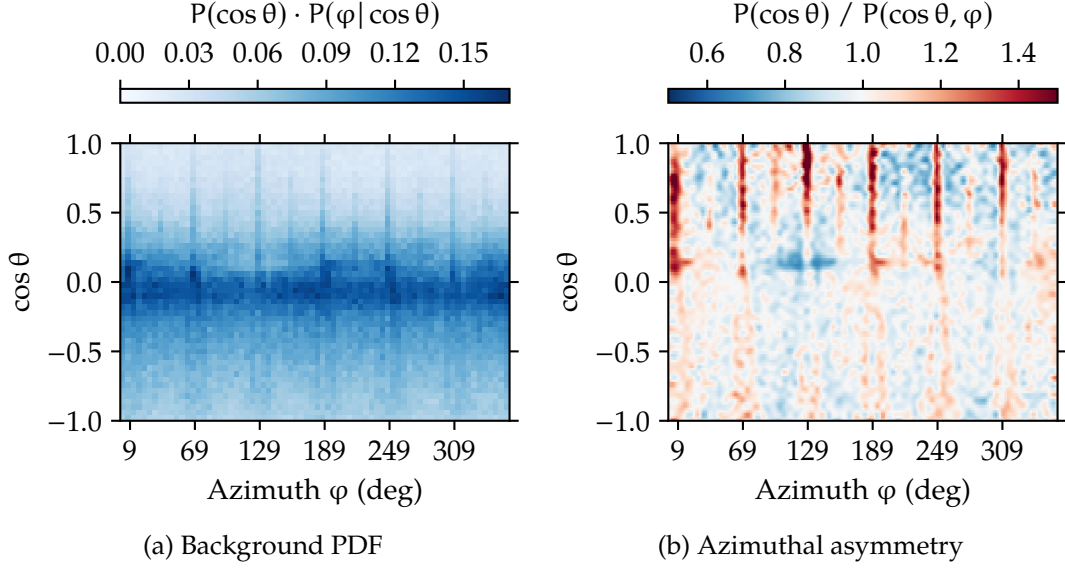 P(cos θ) · P(φ| cos θ)
0.00 0.03 0.06 0.09 0.12 0.15
1.0
0.5
0.0
−0.5
−1.0
cos θ
9 69 129 189 249 309
Azimuth φ (deg)
(a) Background PDF
P(cos θ) / P(cos θ, φ)
0.6 0.8 1.0 1.2 1.4
1.0
0.5
0.0
−0.5
−1.0
cos θ
9 69 129 189 249 309
Azimuth φ (deg)
(b) Azimuthal asymmetry